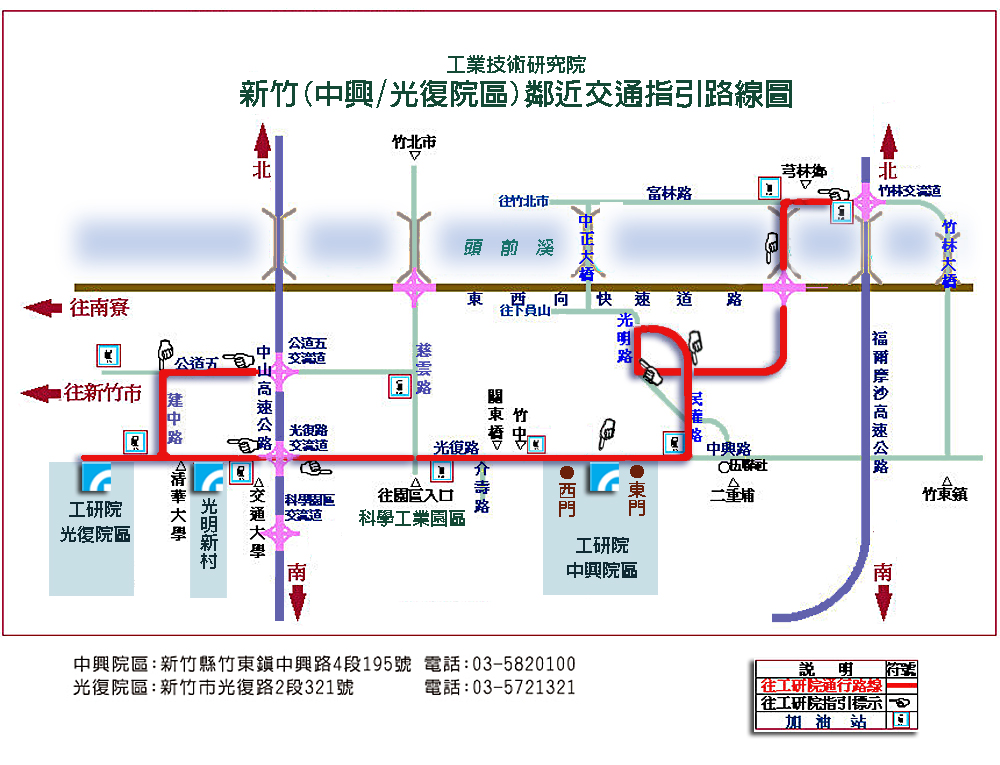 工業技術研究院
新竹(中興/光復院區)鄰近交通指引路線圖
北
竹北市
北
芎林鄉
竹林交流道
富林路
往竹北市
中正大橋
竹林大橋
頭前溪
東西向快速道路
往南寮
往下員山
光明路
福爾摩沙高速公路
公道五
交流道
中山高速公路
慈雲路
公道五
往新竹市
建中路
關東橋
竹中
民權路
光復路
交流道
光復路
中興路
介壽路
西門
東門
二重埔
竹東鎮
清華大學
交通大學
科學園區
交流道
往園區入口
科學工業園區
工研院
光復院區
光明新村
工研院
中興院區
南
南
中興院區:新竹縣竹東鎮中興路4段195號 電話:03-5820100
光復院區:新竹市光復路2段321號 電話:03-5721321
說 明 符號
往工研院通行路線
往工研院指引標示
加 油 站